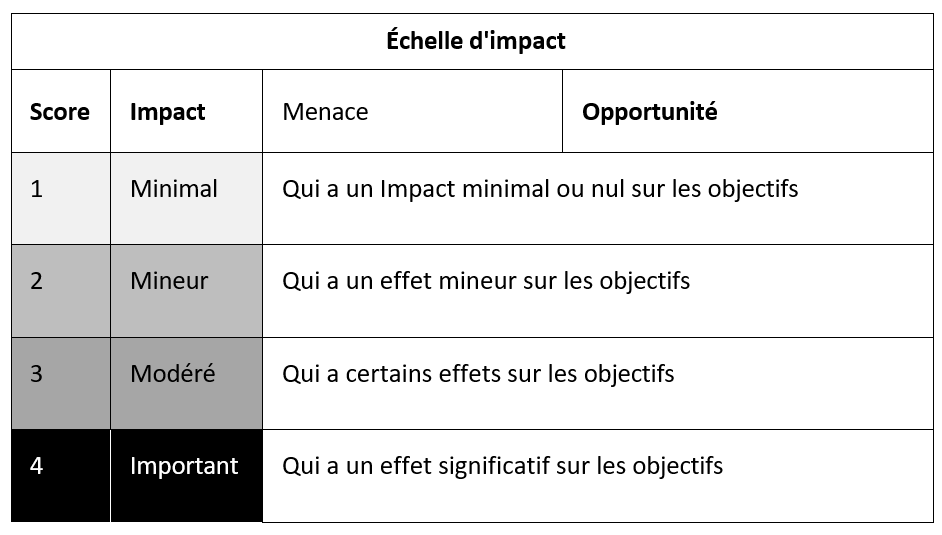 Échelle d'impact
Score Impact Menace Opportunité
1 Minimal Qui a un Impact minimal ou nul sur les objectifs
2 Mineur Qui a un effet mineur sur les objectifs
3 Modéré Qui a certains effets sur les objectifs
4 Important Qui a un effet significatif sur les objectifs